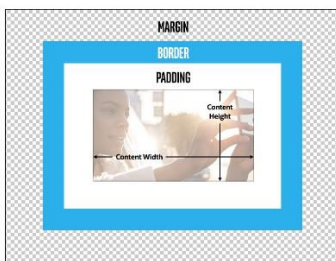 MARGIN
BORDER
PADDING
Content
Height
Content Width